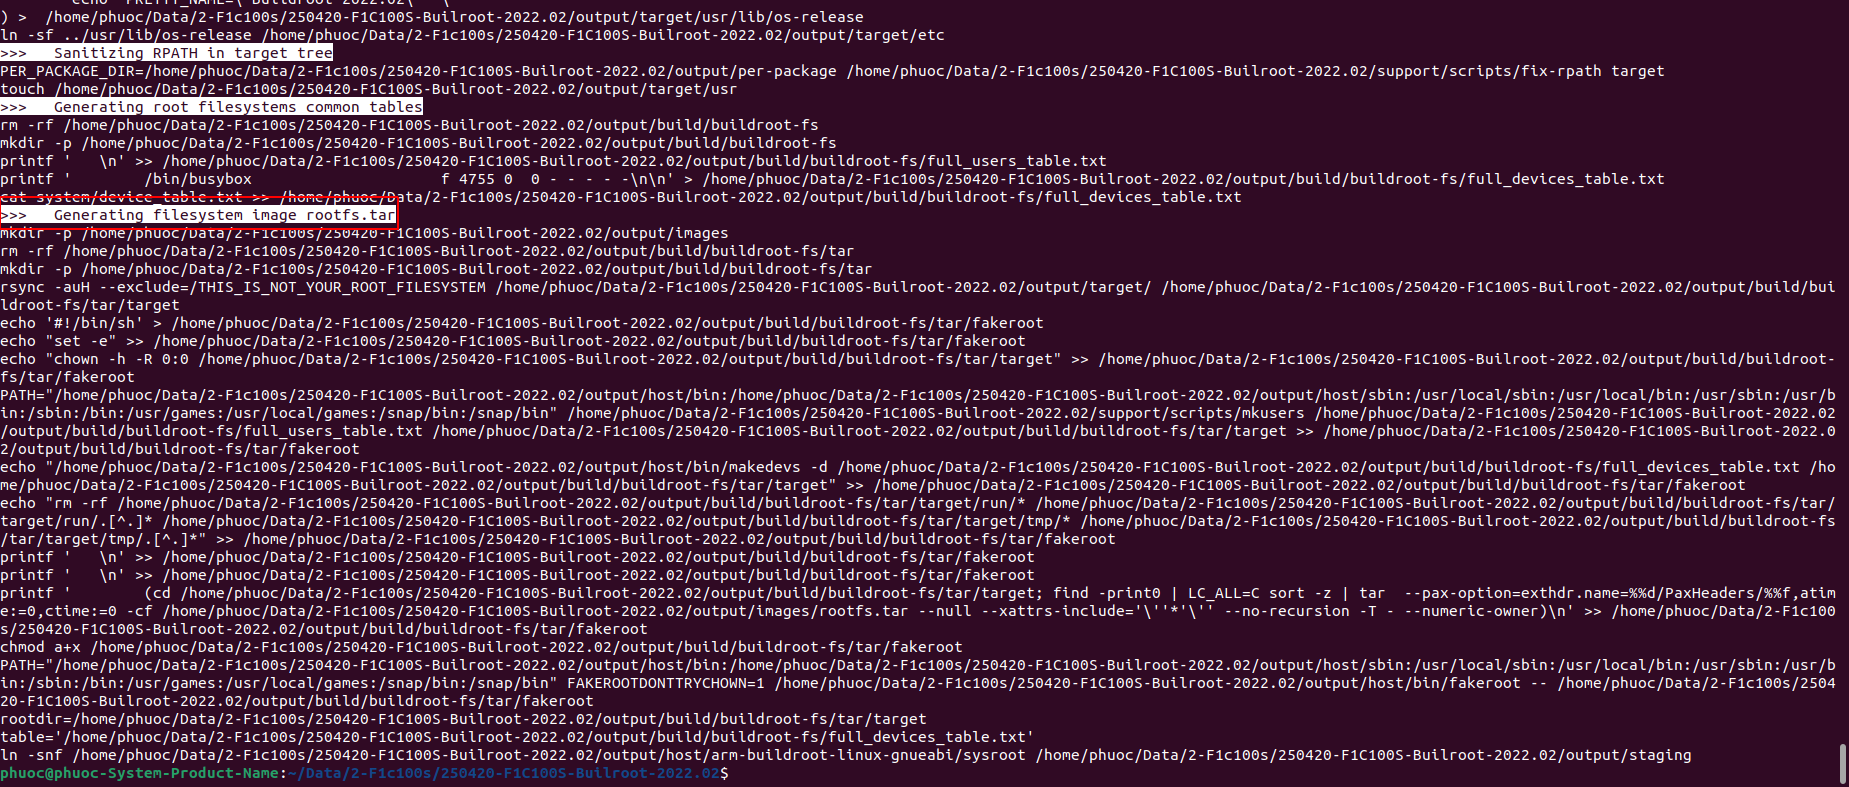 ) >  /home/phuoc/Data/2-F1c100s/250420-F1C100S-Builroot-2022.02/output/target/usr/lib/os-release
ln -sf ../usr/lib/os-release /home/phuoc/Data/2-F1c100s/250420-F1C100S-Builroot-2022.02/output/target/etc
>>>   Sanitizing RPATH in target tree
PER_PACKAGE_DIR=/home/phuoc/Data/2-F1c100s/250420-F1C100S-Builroot-2022.02/output/per-package /home/phuoc/Data/2-F1c100s/250420-F1C100S-Builroot-2022.02/support/scripts/fix-rpath target
touch /home/phuoc/Data/2-F1c100s/250420-F1C100S-Builroot-2022.02/output/target/usr
>>>   Generating root filesystems common tables
rm -rf /home/phuoc/Data/2-F1c100s/250420-F1C100S-Builroot-2022.02/output/build/buildroot-fs
mkdir -p /home/phuoc/Data/2-F1c100s/250420-F1C100S-Builroot-2022.02/output/build/buildroot-fs
printf '   \n' >> /home/phuoc/Data/2-F1c100s/250420-F1C100S-Builroot-2022.02/output/build/buildroot-fs/full_users_table.txt
printf '        /bin/busybox                     f 4755 0  0 - - - - -\n\n' > /home/phuoc/Data/2-F1c100s/250420-F1C100S-Builroot-2022.02/output/build/buildroot-fs/full_devices_table.txt
cat system/device_table.txt >> /home/phuoc/Data/2-F1c100s/250420-F1C100S-Builroot-2022.02/output/build/buildroot-fs/full_devices_table.txt
>>>   Generating filesystem image rootfs.tar
mkdir -p /home/phuoc/Data/2-F1c100s/250420-F1C100S-Builroot-2022.02/output/images
rm -rf /home/phuoc/Data/2-F1c100s/250420-F1C100S-Builroot-2022.02/output/build/buildroot-fs/tar
mkdir -p /home/phuoc/Data/2-F1c100s/250420-F1C100S-Builroot-2022.02/output/build/buildroot-fs/tar
rsync -auH --exclude=/THIS_IS_NOT_YOUR_ROOT_FILESYSTEM /home/phuoc/Data/2-F1c100s/250420-F1C100S-Builroot-2022.02/output/target/ /home/phuoc/Data/2-F1c100s/250420-F1C100S-Builroot-2022.02/output/build/bui
ldroot-fs/tar/target
echo '#!/bin/sh' > /home/phuoc/Data/2-F1c100s/250420-F1C100S-Builroot-2022.02/output/build/buildroot-fs/tar/fakeroot
echo "set -e" >> /home/phuoc/Data/2-F1c100s/250420-F1C100S-Builroot-2022.02/output/build/buildroot-fs/tar/fakeroot
echo "chown -h -R 0:0 /home/phuoc/Data/2-F1c100s/250420-F1C100S-Builroot-2022.02/output/build/buildroot-fs/tar/target" >> /home/phuoc/Data/2-F1c100s/250420-F1C100S-Builroot-2022.02/output/build/buildroot-
fs/tar/fakeroot
PATH="/home/phuoc/Data/2-F1c100s/250420-F1C100S-Builroot-2022.02/output/host/bin:/home/phuoc/Data/2-F1c100s/250420-F1C100S-Builroot-2022.02/output/host/sbin:/usr/local/sbin:/usr/local/bin:/usr/sbin:/usr/b
in:/sbin:/bin:/usr/games:/usr/local/games:/snap/bin:/snap/bin" /home/phuoc/Data/2-F1c100s/250420-F1C100S-Builroot-2022.02/support/scripts/mkusers /home/phuoc/Data/2-F1c100s/250420-F1C100S-Builroot-2022.02
/output/build/buildroot-fs/full_users_table.txt /home/phuoc/Data/2-F1c100s/250420-F1C100S-Builroot-2022.02/output/build/buildroot-fs/tar/target >> /home/phuoc/Data/2-F1c100s/250420-F1C100S-Builroot-2022.0
2/output/build/buildroot-fs/tar/fakeroot
echo "/home/phuoc/Data/2-F1c100s/250420-F1C100S-Builroot-2022.02/output/host/bin/makedevs -d /home/phuoc/Data/2-F1c100s/250420-F1C100S-Builroot-2022.02/output/build/buildroot-fs/full_devices_table.txt /ho
me/phuoc/Data/2-F1c100s/250420-F1C100S-Builroot-2022.02/output/build/buildroot-fs/tar/target" >> /home/phuoc/Data/2-F1c100s/250420-F1C100S-Builroot-2022.02/output/build/buildroot-fs/tar/fakeroot
echo "rm -rf /home/phuoc/Data/2-F1c100s/250420-F1C100S-Builroot-2022.02/output/build/buildroot-fs/tar/target/run/* /home/phuoc/Data/2-F1c100s/250420-F1C100S-Builroot-2022.02/output/build/buildroot-fs/tar/
target/run/.[^.]* /home/phuoc/Data/2-F1c100s/250420-F1C100S-Builroot-2022.02/output/build/buildroot-fs/tar/target/tmp/* /home/phuoc/Data/2-F1c100s/250420-F1C100S-Builroot-2022.02/output/build/buildroot-fs
/tar/target/tmp/.[^.]*" >> /home/phuoc/Data/2-F1c100s/250420-F1C100S-Builroot-2022.02/output/build/buildroot-fs/tar/fakeroot
printf '   \n' >> /home/phuoc/Data/2-F1c100s/250420-F1C100S-Builroot-2022.02/output/build/buildroot-fs/tar/fakeroot
printf '   \n' >> /home/phuoc/Data/2-F1c100s/250420-F1C100S-Builroot-2022.02/output/build/buildroot-fs/tar/fakeroot
printf '        (cd /home/phuoc/Data/2-F1c100s/250420-F1C100S-Builroot-2022.02/output/build/buildroot-fs/tar/target; find -print0 | LC_ALL=C sort -z | tar  --pax-option=exthdr.name=%%d/PaxHeaders/%%f,atim
e:=0,ctime:=0 -cf /home/phuoc/Data/2-F1c100s/250420-F1C100S-Builroot-2022.02/output/images/rootfs.tar --null --xattrs-include='\''*'\'' --no-recursion -T - --numeric-owner)\n' >> /home/phuoc/Data/2-F1c100
s/250420-F1C100S-Builroot-2022.02/output/build/buildroot-fs/tar/fakeroot
chmod a+x /home/phuoc/Data/2-F1c100s/250420-F1C100S-Builroot-2022.02/output/build/buildroot-fs/tar/fakeroot
PATH="/home/phuoc/Data/2-F1c100s/250420-F1C100S-Builroot-2022.02/output/host/bin:/home/phuoc/Data/2-F1c100s/250420-F1C100S-Builroot-2022.02/output/host/sbin:/usr/local/sbin:/usr/local/bin:/usr/sbin:/usr/b
in:/sbin:/bin:/usr/games:/usr/local/games:/snap/bin:/snap/bin" FAKEROOTDONTTRYCHOWN=1 /home/phuoc/Data/2-F1c100s/250420-F1C100S-Builroot-2022.02/output/host/bin/fakeroot -- /home/phuoc/Data/2-F1c100s/2504
20-F1C100S-Builroot-2022.02/output/build/buildroot-fs/tar/fakeroot
rootdir=/home/phuoc/Data/2-F1c100s/250420-F1C100S-Builroot-2022.02/output/build/buildroot-fs/tar/target
table='/home/phuoc/Data/2-F1c100s/250420-F1C100S-Builroot-2022.02/output/build/buildroot-fs/full_devices_table.txt'
ln -snf /home/phuoc/Data/2-F1c100s/250420-F1C100S-Builroot-2022.02/output/host/arm-buildroot-linux-gnueabi/sysroot /home/phuoc/Data/2-F1c100s/250420-F1C100S-Builroot-2022.02/output/staging
phuoc@phuoc-System-Product-Name:~/Data/2-F1c100s/250420-F1C100S-Builroot-2022.02$